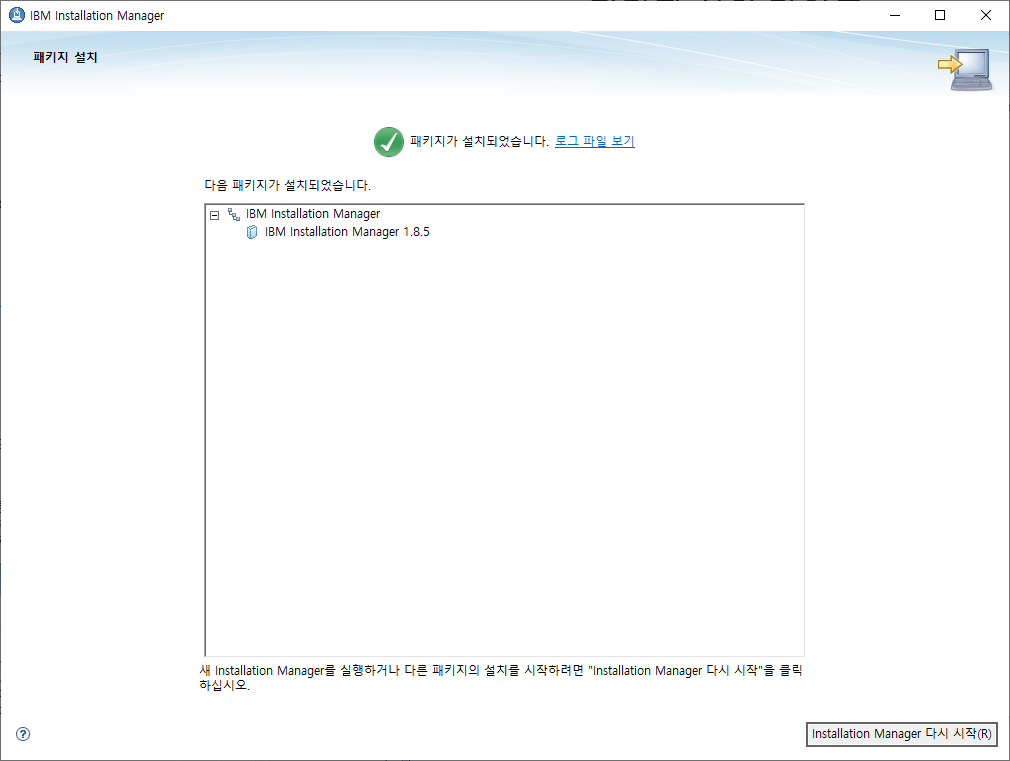 IBM Installation Manager
패키지 설치
패키지가 설치되었습니다. 로그 파일 보기
다음 패키지가 설치되었습니다.
IBM Installation Manager
IBM Installation Manager 1.8.5
새 Installation Manager를 실행하거나 다른 패키지의 설치를 시작하려면 "Installation Manager 다시 시작"을 클릭
하십시오.
Installation Manager 다시 시작(R)